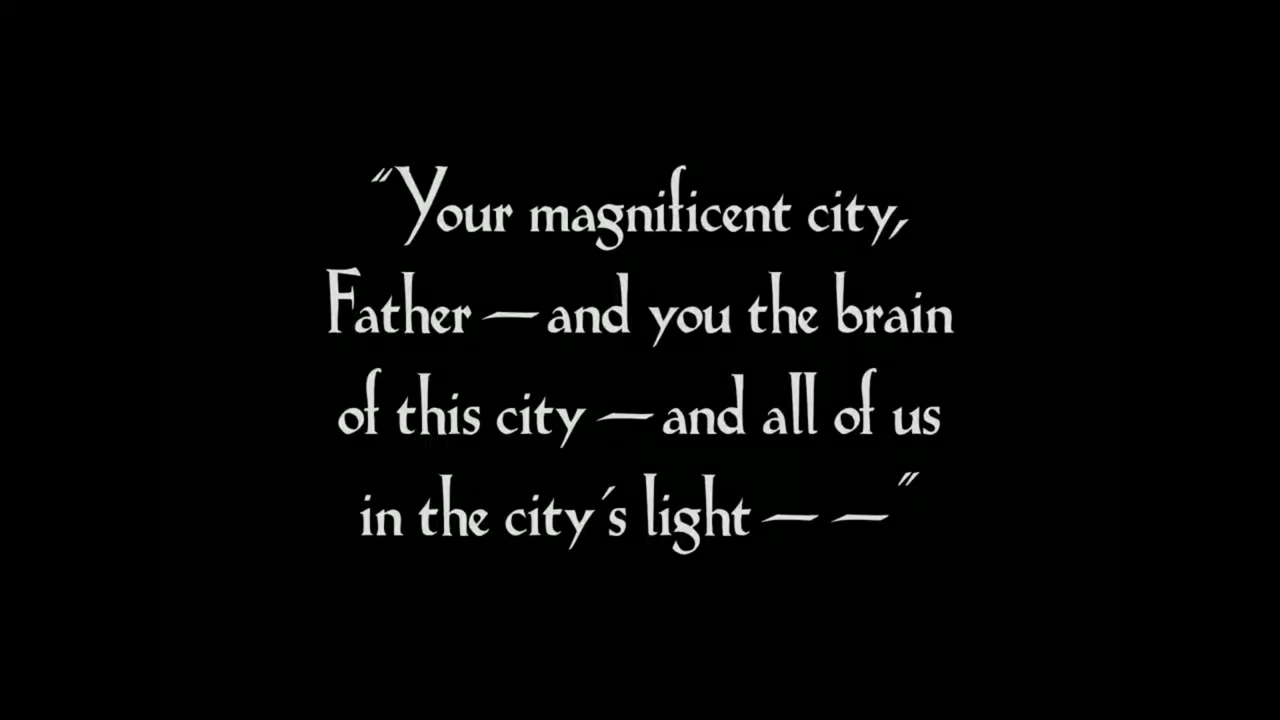 “Your magnificent city,
Father — and you the brain
of this city — and all of us
in the city's light — — ”